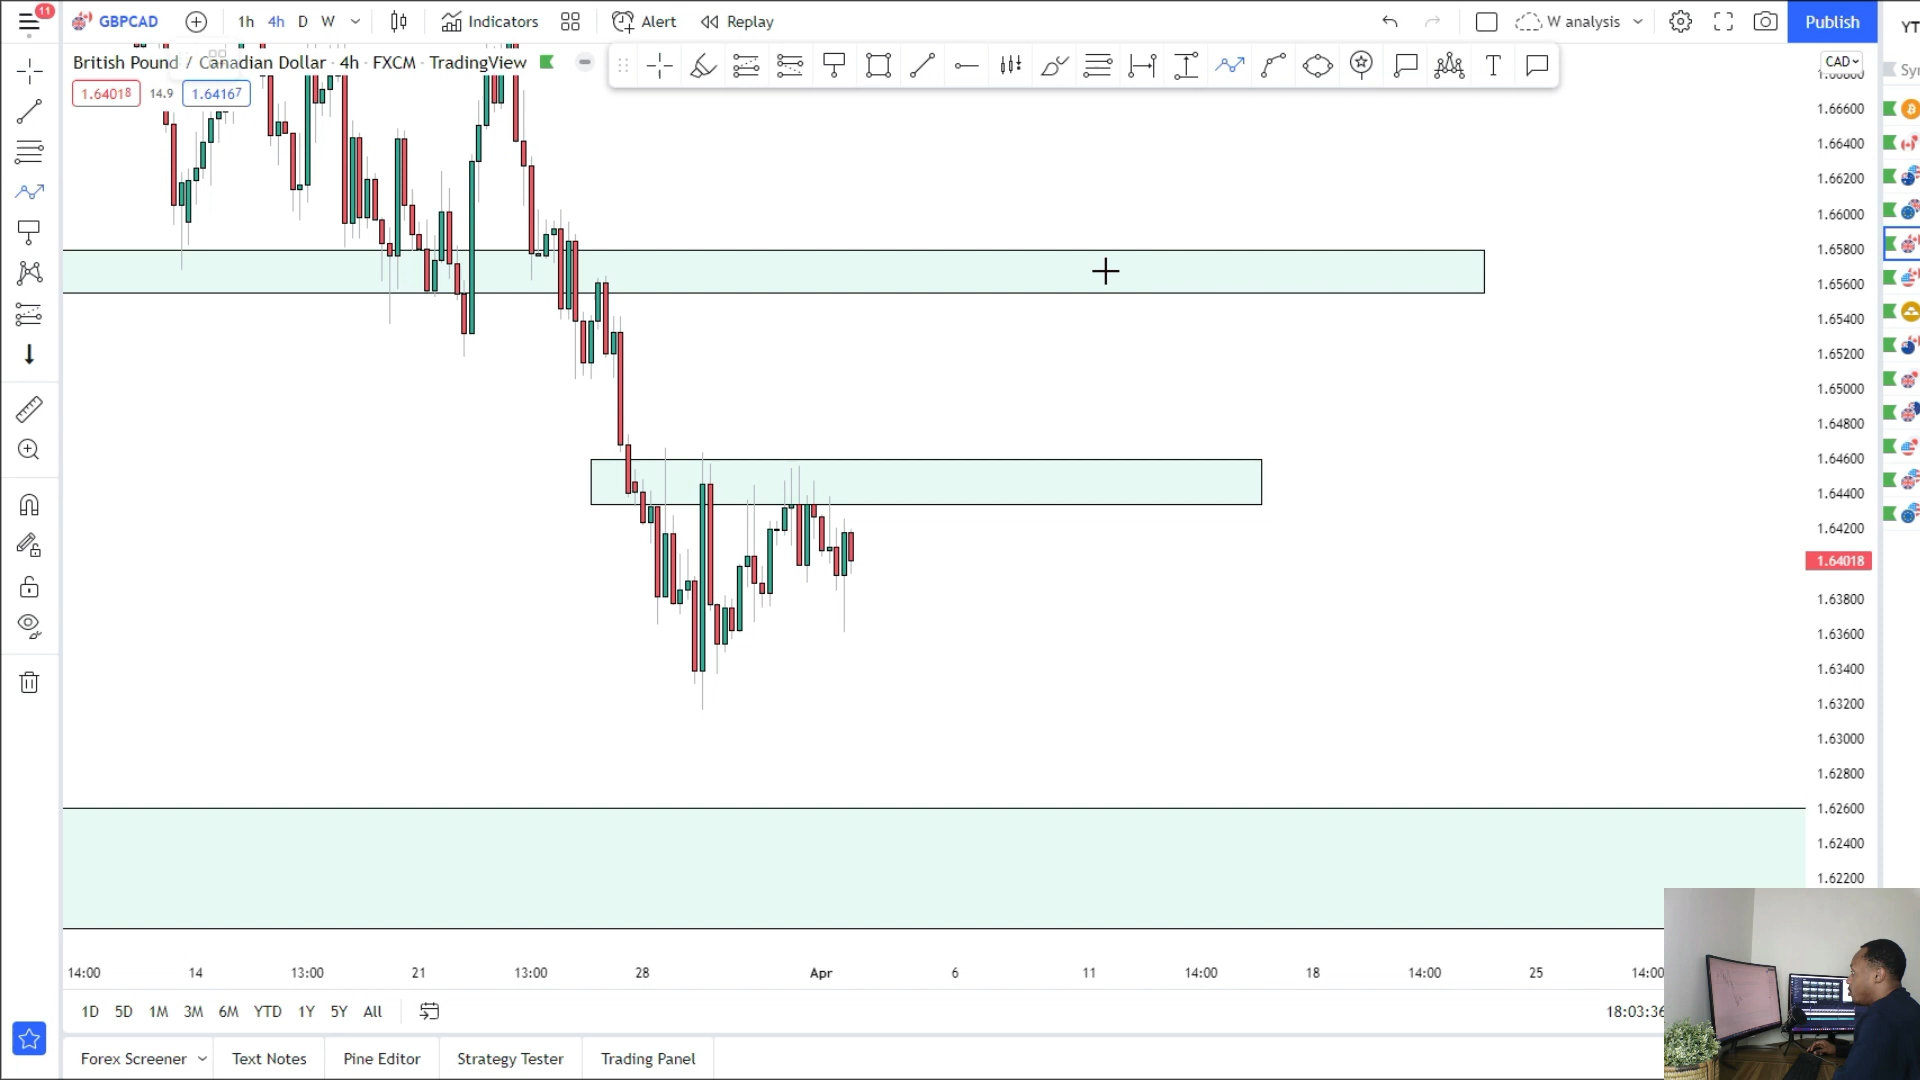 11
GBPCAD
1h 4h D W
Indicators
Alert
Replay
W analysis
Publish
YT
British Pound / Canadian Dollar · 4h · FXCM · TradingView
CAD
1.64018 14.9 1.64167
1.66600
1.66400
1.66200
1.66000
1.65800
1.65600
1.65400
1.65200
1.65000
1.64800
1.64600
1.64400
1.64200
1.64018
1.63800
1.63600
1.63400
1.63200
1.63000
1.62800
1.62600
1.62400
1.62200
14:00 14 13:00 21 13:00 28 Apr 6 11 14:00 18 14:00 25 14:00
1D 5D 1M 3M 6M YTD 1Y 5Y All
18:03:36
Forex Screener Text Notes Pine Editor Strategy Tester Trading Panel